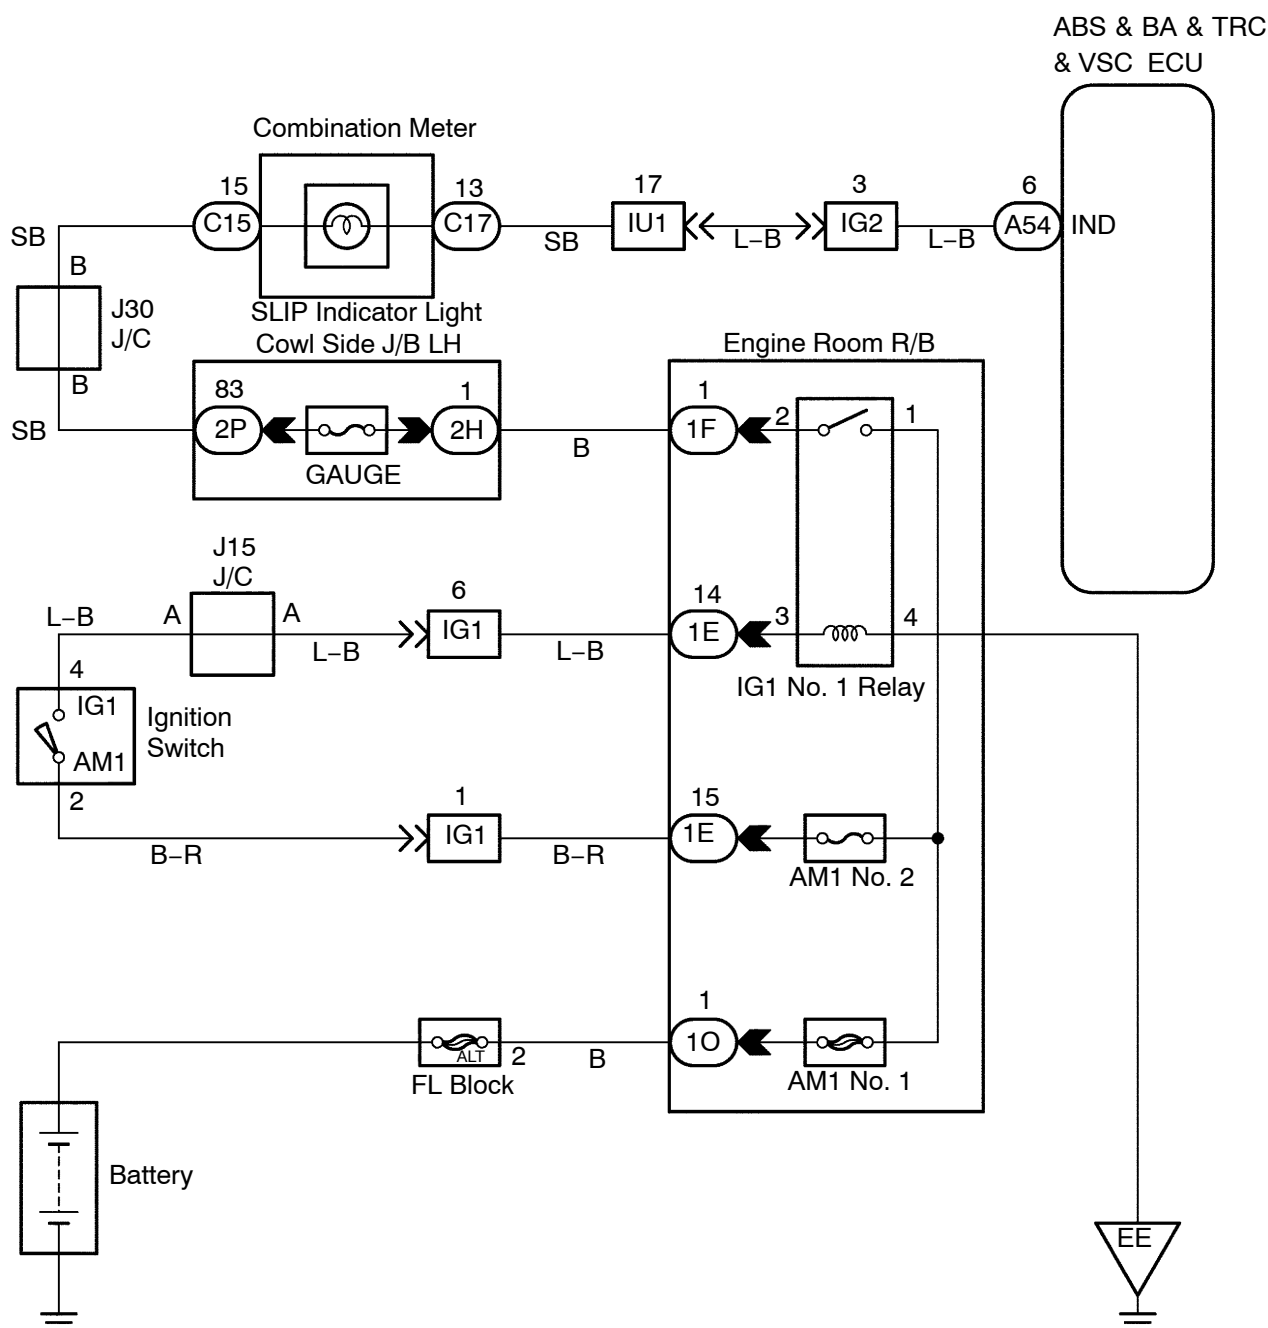 ABS & BA & TRC
& VSC ECU
Combination Meter
15
13
17
3
6
C15
C17
IU1
IG2
A54
IND
SB
SB
L–B
L–B
B
J30
J/C
B
SLIP Indicator Light
Cowl Side J/B LH
Engine Room R/B
83
1
1
SB
2P
2H
1F
2
1
B
GAUGE
J15
J/C
6
14
L–B
A
A
IG1
1E
3
4
L–B
L–B
4
IG1
Ignition
Switch
AM1
2
IG1 No. 1 Relay
1
15
IG1
1E
B–R
B–R
AM1 No. 2
1
1O
ALT
2
B
FL Block
AM1 No. 1
Battery
EE